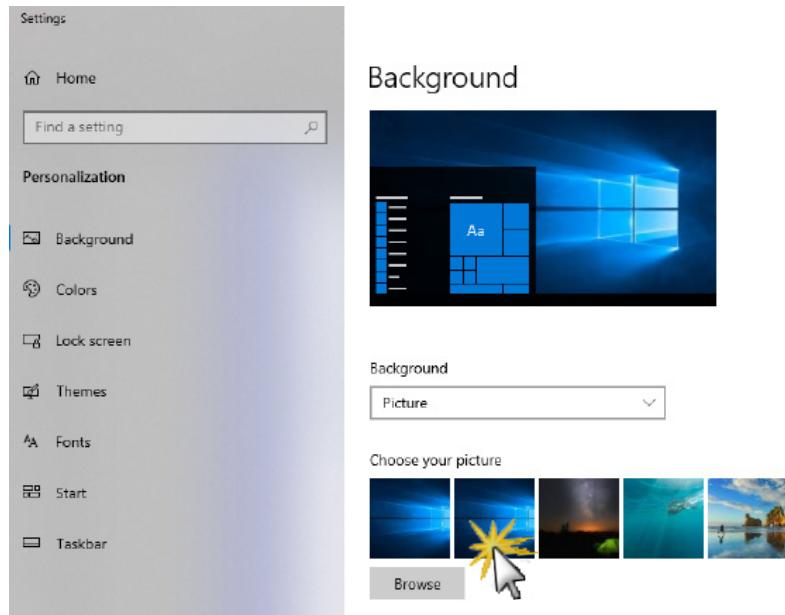 Settings
Home
Find a setting
Personalization
Background
Colors
Lock screen
Themes
Fonts
Start
Taskbar
Background
Aa
Background
Picture
Choose your picture
Browse